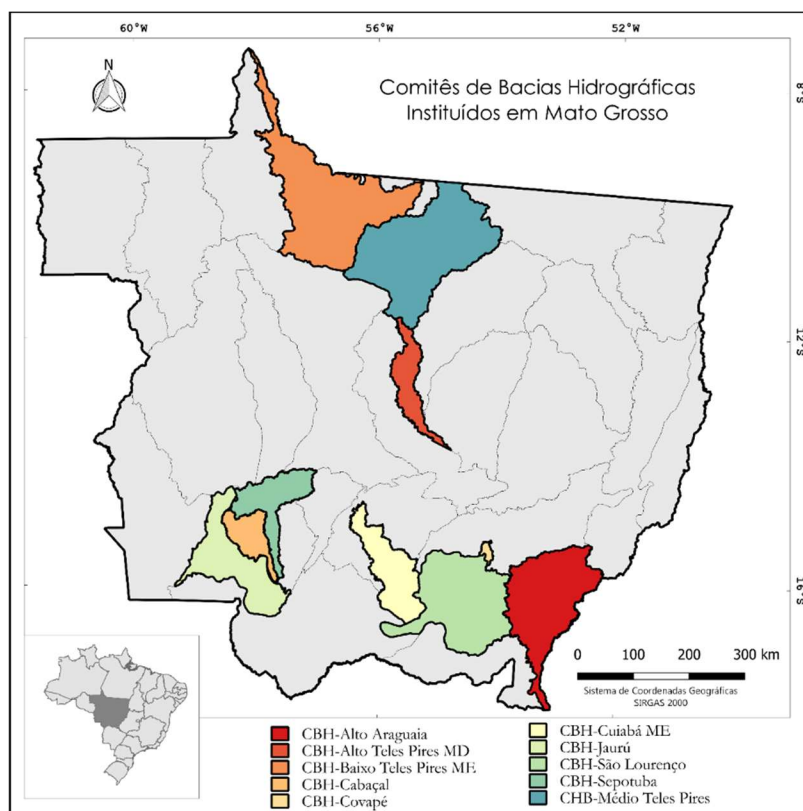 60°W 56°W 52°W
N
Comitês de Bacias Hidrográficas
Instituídos em Mato Grosso
8°S
12°S
16°S
0 100 200 300 km
Sistema de Coordenadas Geográficas
SIRGAS 2000
CBH-Alto Araguaia
CBH-Alto Teles Pires MD
CBH-Baixo Teles Pires ME
CBH-Cabaçal
CBH-Covapé
CBH-Cuiabá ME
CBH-Jaurú
CBH-São Lourenço
CBH-Sepotuba
CHB-Médio Teles Pires